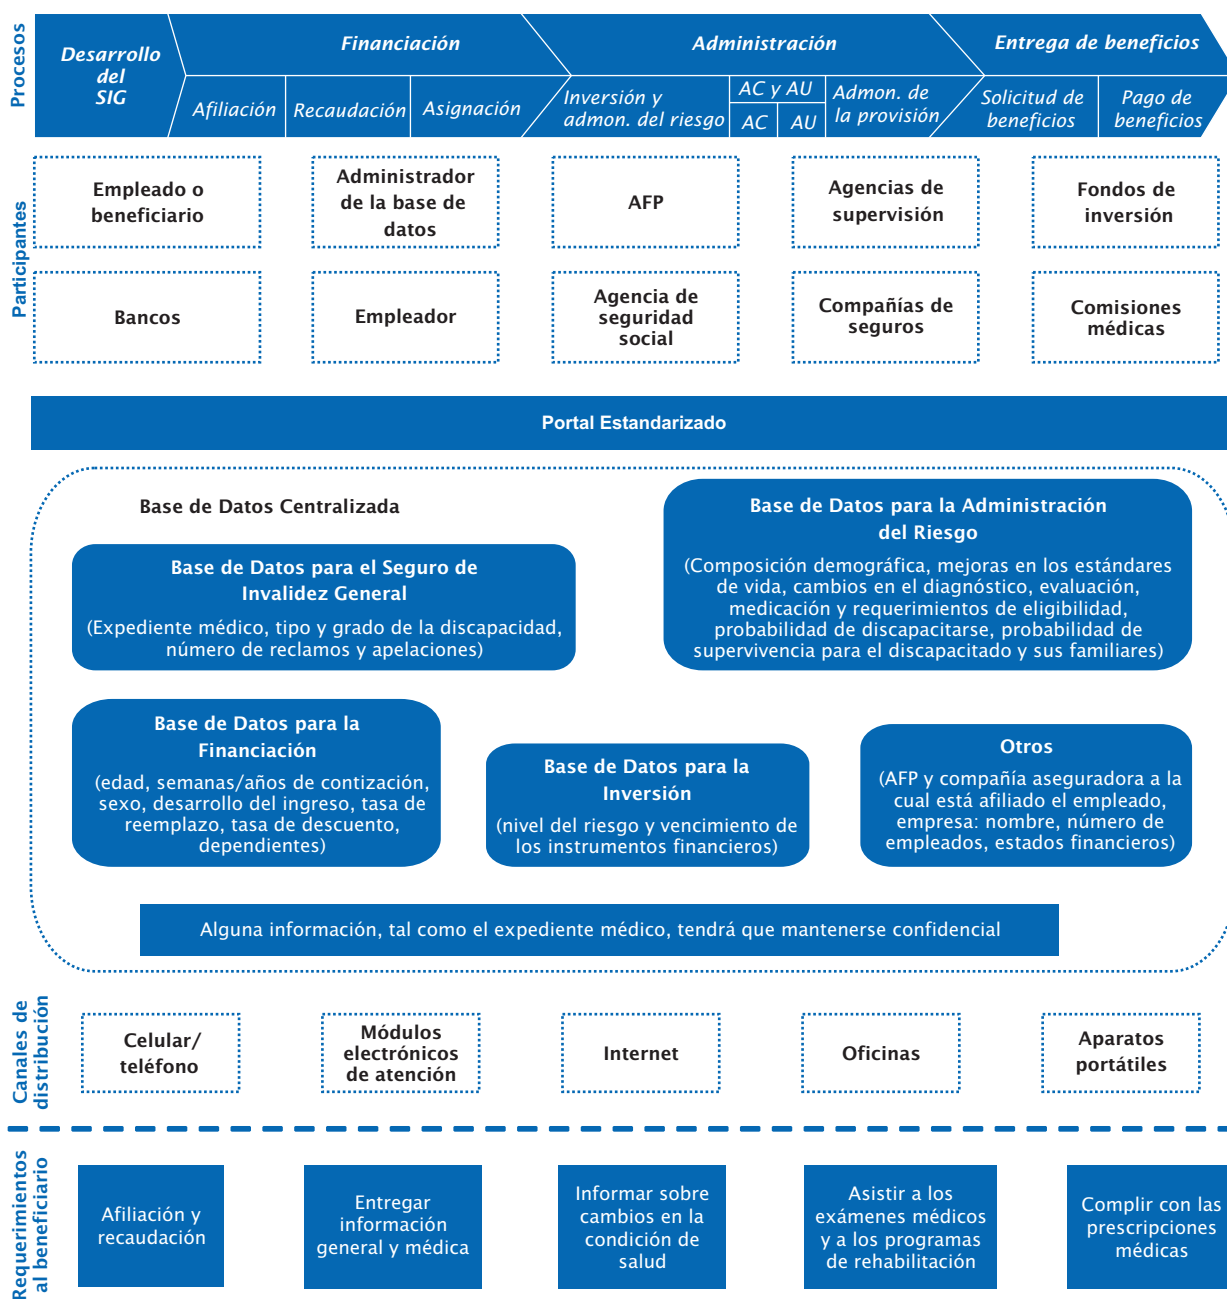 Procesos
Desarrollo
del
SIG
Financiación
Administración
Entrega de beneficios
Afiliación
Recaudación
Asignación
Inversión y
admon. del riesgo
AC y AU
AC
AU
Admon. de
la provisión
Solicitud de
beneficios
Pago de
beneficios
Participantes
Empleado o
beneficiario
Administrador
de la base de
datos
AFP
Agencias de
supervisión
Fondos de
inversión
Bancos
Empleador
Agencia de
seguridad
social
Compañías de
seguros
Comisiones
médicas
Portal Estandarizado
Base de Datos Centralizada
Base de Datos para el Seguro de
Invalidez General
(Expediente médico, tipo y grado de la discapacidad,
número de reclamos y apelaciones)
Base de Datos para la Administración
del Riesgo
(Composición demográfica, mejoras en los estándares
de vida, cambios en el diagnóstico, evaluación,
medicación y requerimientos de eligibilidad,
probabilidad de discapacitarse, probabilidad de
supervivencia para el discapacitado y sus familiares)
Base de Datos para la
Financiación
(edad, semanas/años de contización,
sexo, desarrollo del ingreso, tasa de
reemplazo, tasa de descuento,
dependientes)
Base de Datos para la
Inversión
(nivel del riesgo y vencimiento de
los instrumentos financieros)
Otros
(AFP y compañía aseguradora a la
cual está afiliado el empleado,
empresa: nombre, número de
empleados, estados financieros)
Alguna información, tal como el expediente médico, tendrá que mantenerse confidencial
Canales de
distribución
Celular/
teléfono
Módulos
electrónicos
de atención
Internet
Oficinas
Aparatos
portátiles
Requerimientos
al beneficiario
Afiliación y
recaudación
Entregar
información
general y médica
Informar sobre
cambios en la
condición de
salud
Asistir a los
exámenes médicos
y a los programas
de rehabilitación
Complir con las
prescripciones
médicas